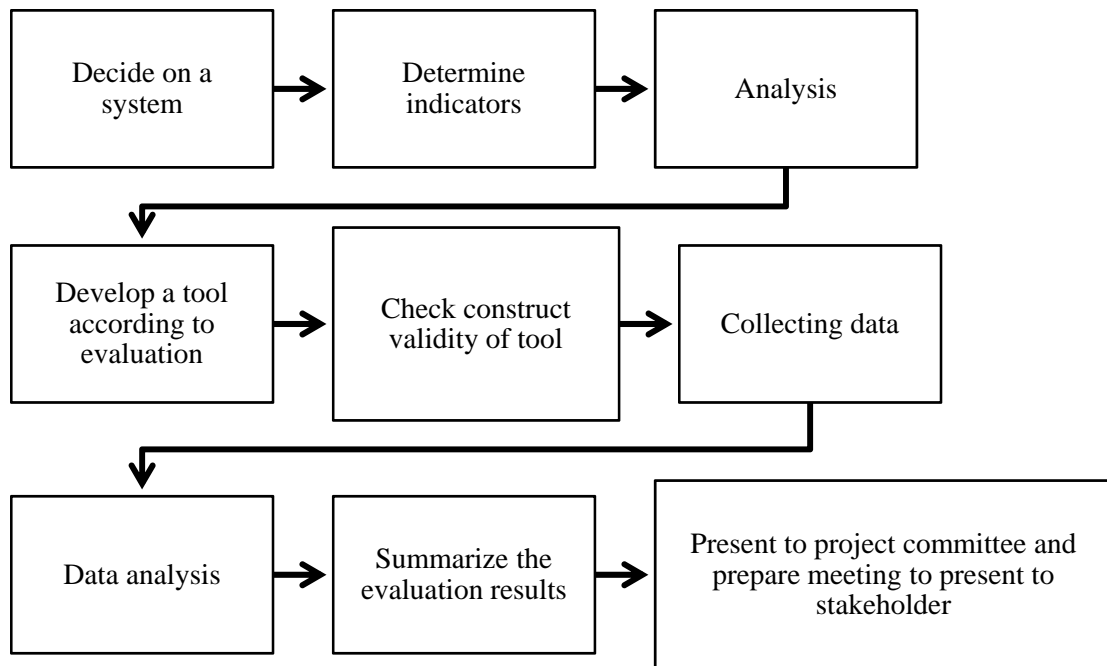 Decide on a
system
Determine
indicators
Analysis
Develop a tool
according to
evaluation
Check construct
validity of tool
Collecting data
Data analysis
Summarize the
evaluation results
Present to project committee and
prepare meeting to present to
stakeholder